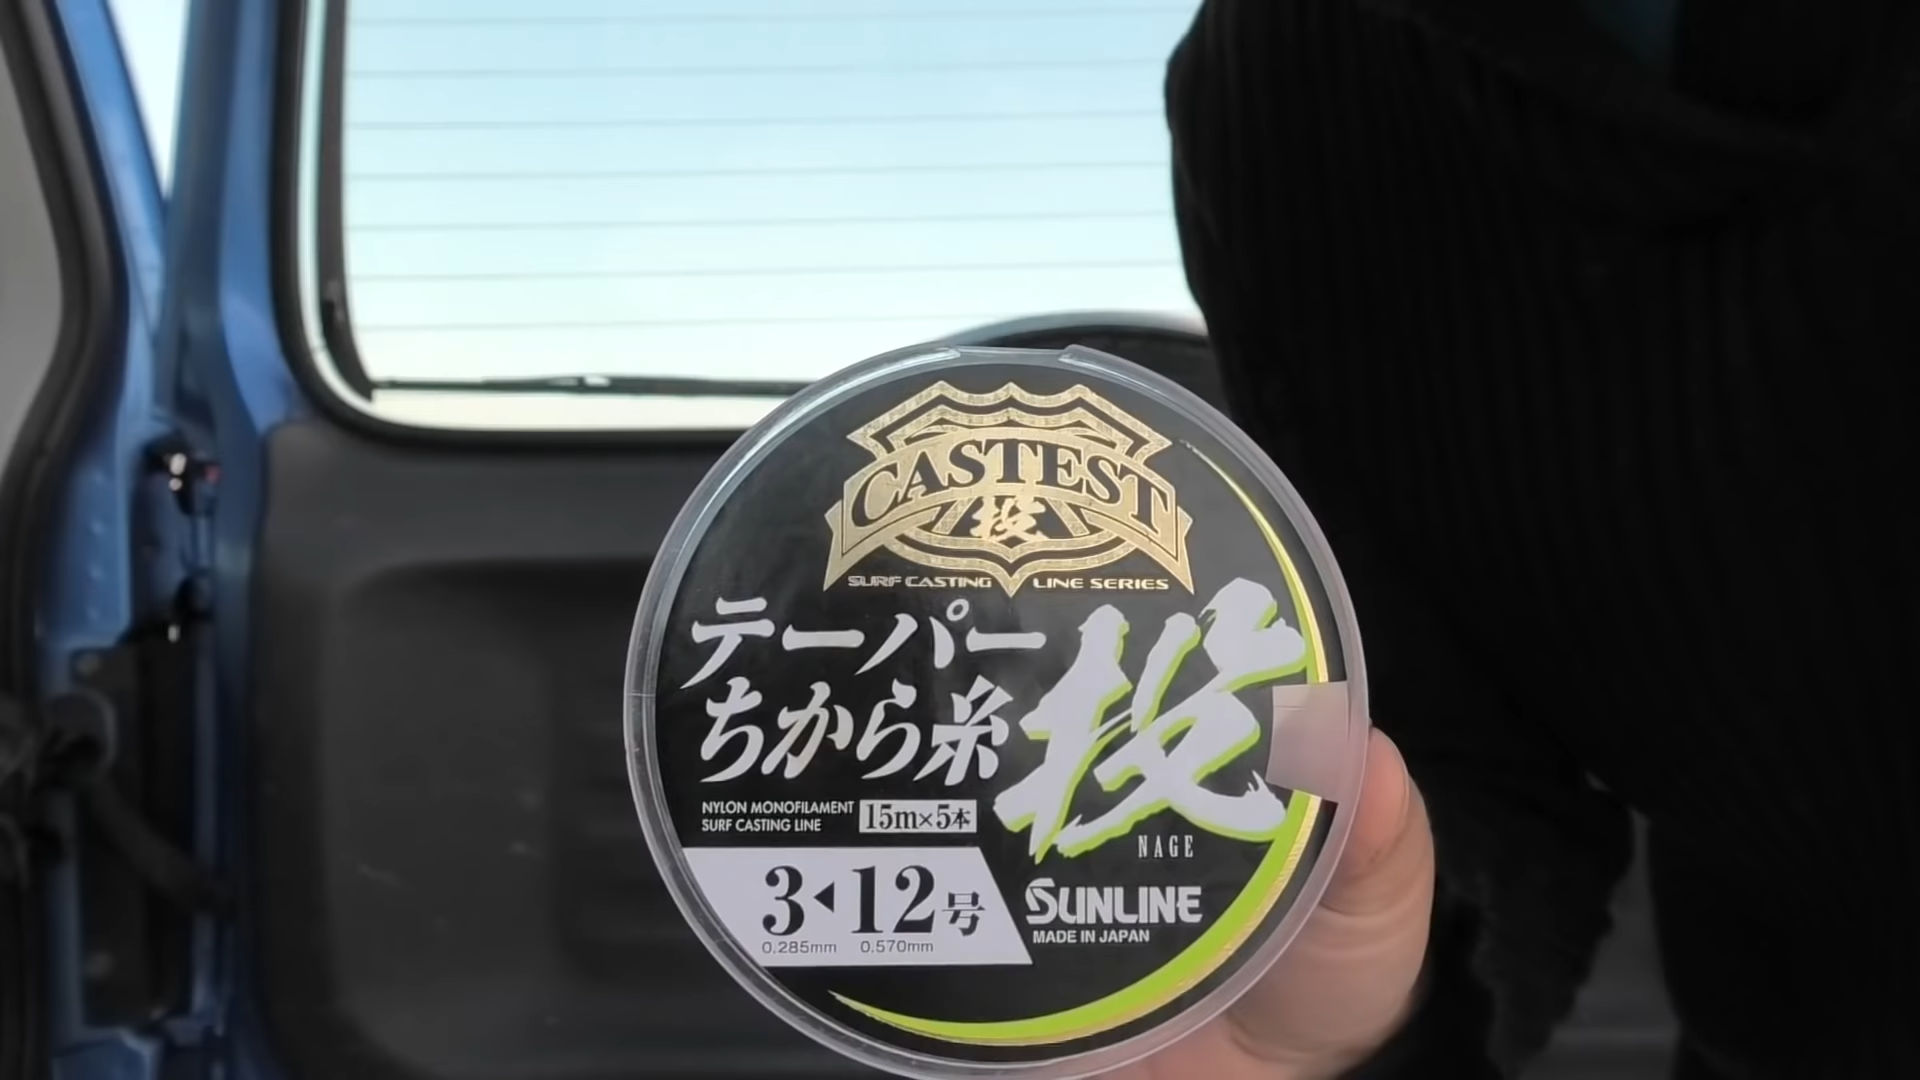 CASTEST
投
SURF CASTING LINE SERIES
テーパー
ちから糸
投
NYLON MONOFILAMENT
SURF CASTING LINE
15m×5本
NAGE
3◀12号
0.285mm 0.570mm
SUNLINE
MADE IN JAPAN